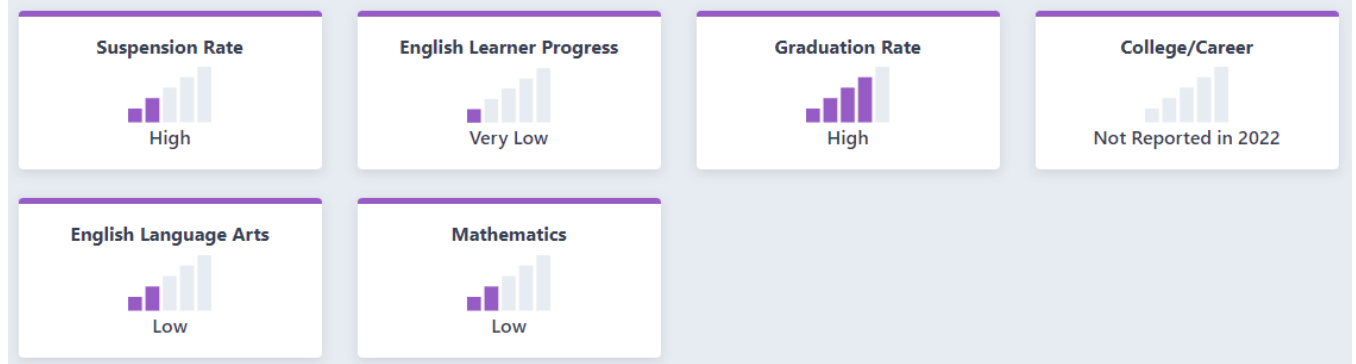 Suspension Rate
High
English Learner Progress
Very Low
Graduation Rate
High
College/Career
Not Reported in 2022
English Language Arts
Low
Mathematics
Low